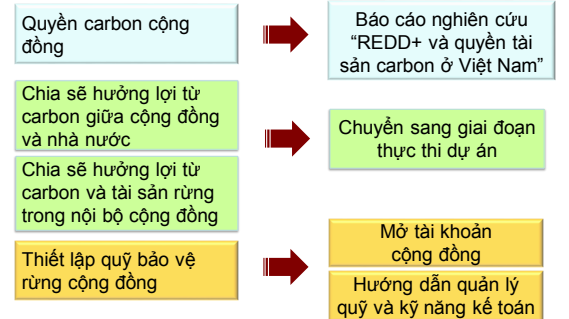 Quyền carbon cộng
đồng
Báo cáo nghiên cứu
“REDD+ và quyền tài
sản carbon ở Việt Nam”
Chia sẽ hưởng lợi từ
carbon giữa cộng đồng
và nhà nước
Chuyển sang giai đoạn
thực thi dự án
Chia sẽ hưởng lợi từ
carbon và tài sản rừng
trong nội bộ cộng đồng
Thiết lập quỹ bảo vệ
rừng cộng đồng
Mở tài khoản
cộng đồng
Hướng dẫn quản lý
quỹ và kỹ năng kế toán